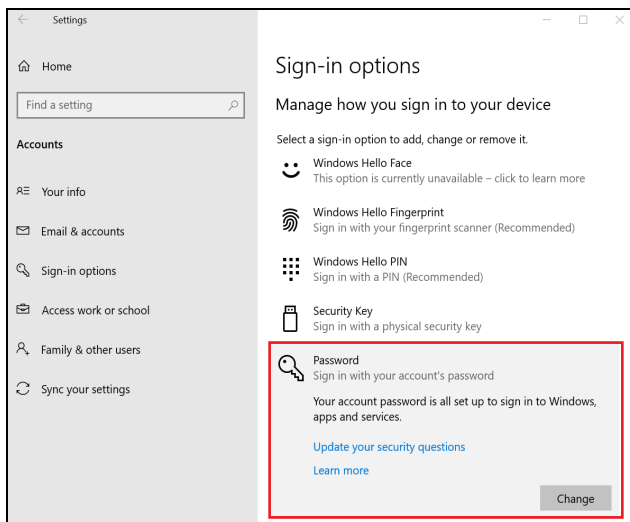 Settings
Home
Find a setting
Accounts
Your info
Email & accounts
Sign-in options
Access work or school
Family & other users
Sync your settings
Sign-in options
Manage how you sign in to your device
Select a sign-in option to add, change or remove it.
Windows Hello Face
This option is currently unavailable – click to learn more
Windows Hello Fingerprint
Sign in with your fingerprint scanner (Recommended)
Windows Hello PIN
Sign in with a PIN (Recommended)
Security Key
Sign in with a physical security key
Password
Sign in with your account's password
Your account password is all set up to sign in to Windows,
apps and services.
Update your security questions
Learn more
Change